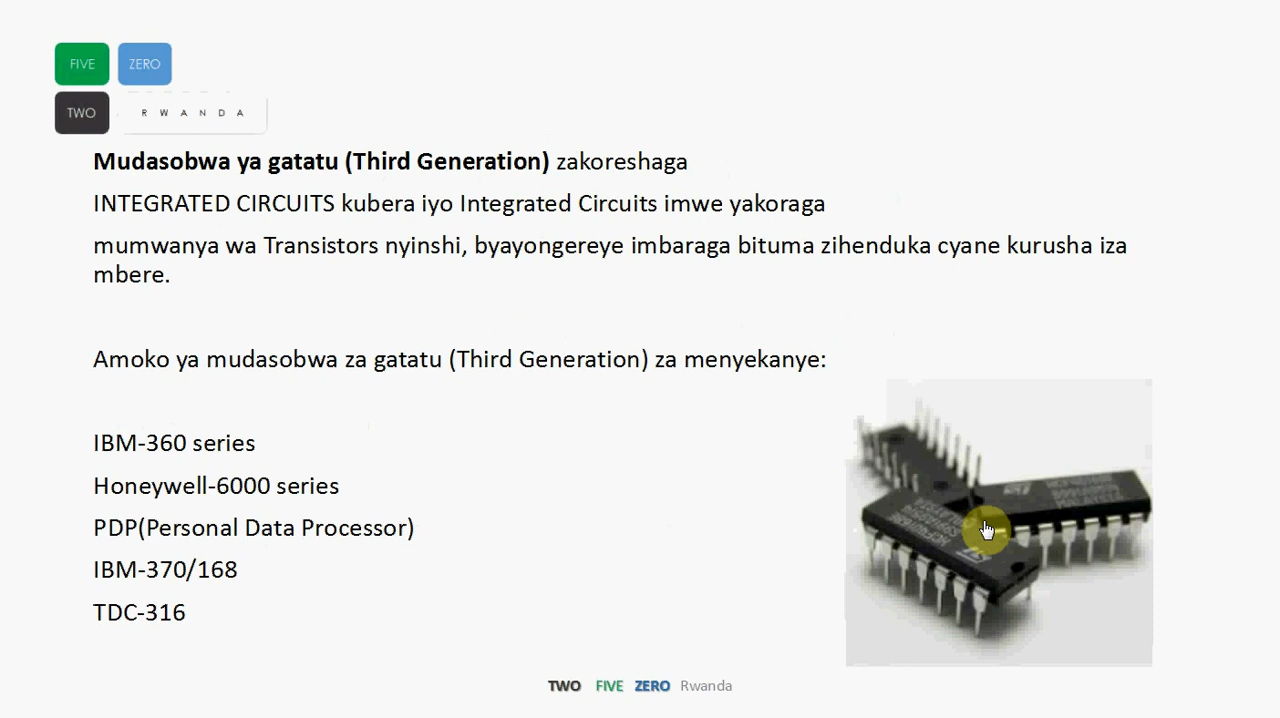 FIVE ZERO
TWO R W A N D A
Mudasobwa ya gatatu (Third Generation) zakoreshaga
INTEGRATED CIRCUITS kubera iyo Integrated Circuits imwe yakoraga
mumwanya wa Transistors nyinshi, byayongereye imbaraga bituma zihenduka cyane kurusha iza
mbere.
Amoko ya mudasobwa za gatatu (Third Generation) za menyekanye:
IBM-360 series
Honeywell-6000 series
PDP(Personal Data Processor)
IBM-370/168
TDC-316
TWO FIVE ZERO Rwanda